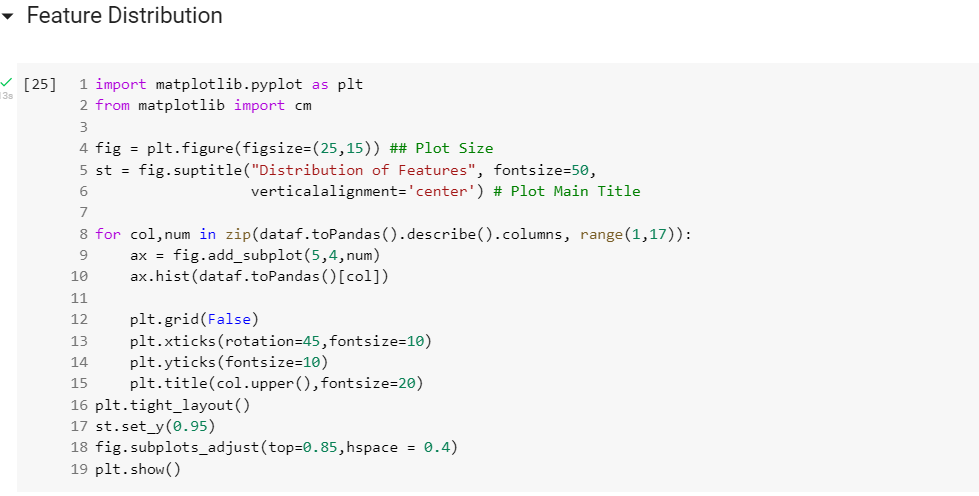 Feature Distribution
[25]
13s
1 import matplotlib.pyplot as plt
2 from matplotlib import cm
3
4 fig = plt.figure(figsize=(25,15)) ## Plot Size
5 st = fig.suptitle("Distribution of Features", fontsize=50,
6                   verticalalignment='center') # Plot Main Title
7
8 for col,num in zip(dataf.toPandas().describe().columns, range(1,17)):
9     ax = fig.add_subplot(5,4,num)
10     ax.hist(dataf.toPandas()[col])
11
12     plt.grid(False)
13     plt.xticks(rotation=45,fontsize=10)
14     plt.yticks(fontsize=10)
15     plt.title(col.upper(),fontsize=20)
16 plt.tight_layout()
17 st.set_y(0.95)
18 fig.subplots_adjust(top=0.85,hspace = 0.4)
19 plt.show()